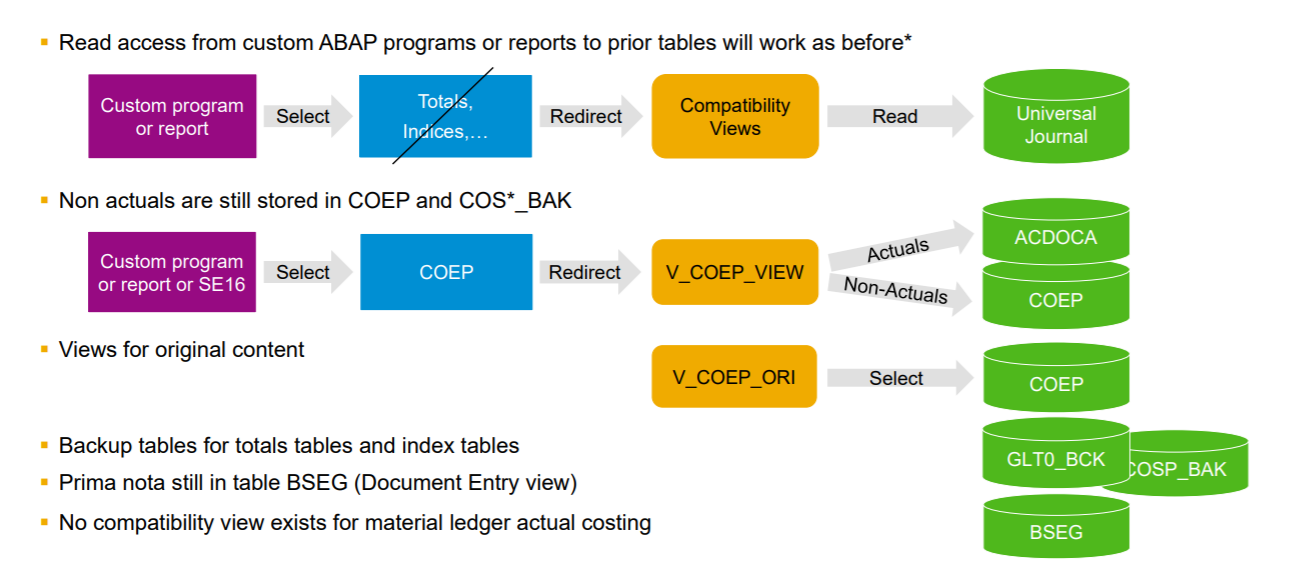 Read access from custom ABAP programs or reports to prior tables will work as before*
Custom program
or report
Select
Totals,
Indices,...
Redirect
Compatibility
Views
Read
Universal
Journal
Non actuals are still stored in COEP and COS*_BAK
Custom program
or report or SE16
Select
COEP
Redirect
V_COEP_VIEW
Actuals
Non-Actuals
ACDOCA
COEP
Views for original content
V_COEP_ORI
Select
COEP
Backup tables for totals tables and index tables
GLT0_BCK
COSP_BAK
Prima nota still in table BSEG (Document Entry view)
No compatibility view exists for material ledger actual costing
BSEG